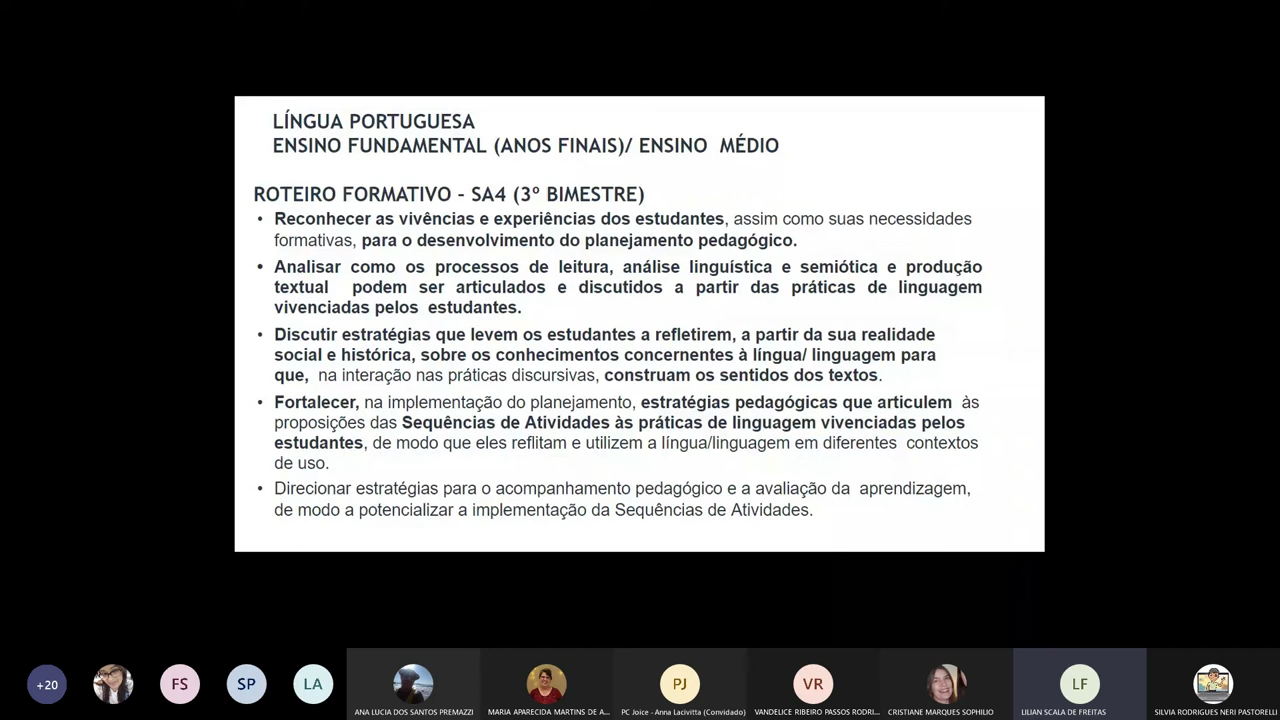 LÍNGUA PORTUGUESA
ENSINO FUNDAMENTAL (ANOS FINAIS)/ ENSINO MÉDIO
ROTEIRO FORMATIVO - SA4 (3º BIMESTRE)
• Reconhecer as vivências e experiências dos estudantes, assim como suas necessidades
formativas, para o desenvolvimento do planejamento pedagógico.
• Analisar como os processos de leitura, análise linguística e semiótica e produção
textual podem ser articulados e discutidos a partir das práticas de linguagem
vivenciadas pelos estudantes.
• Discutir estratégias que levem os estudantes a refletirem, a partir da sua realidade
social e histórica, sobre os conhecimentos concernentes à língua/ linguagem para
que, na interação nas práticas discursivas, construam os sentidos dos textos.
• Fortalecer, na implementação do planejamento, estratégias pedagógicas que articulem às
proposições das Sequências de Atividades às práticas de linguagem vivenciadas pelos
estudantes, de modo que eles reflitam e utilizem a língua/linguagem em diferentes contextos
de uso.
• Direcionar estratégias para o acompanhamento pedagógico e a avaliação da aprendizagem,
de modo a potencializar a implementação da Sequências de Atividades.
+20 FS SP LA PJ VR LF
ANA LUCIA DOS SANTOS PREMAZZI
MARIA APARECIDA MARTINS DE A...
PC Joice - Anna Lacivitta (Convidado)
VANDELICE RIBEIRO PASSOS RODRI...
CRISTIANE MARQUES SOPHILIO
LILIAN SCALA DE FREITAS
SILVIA RODRIGUES NERI PASTORELLI